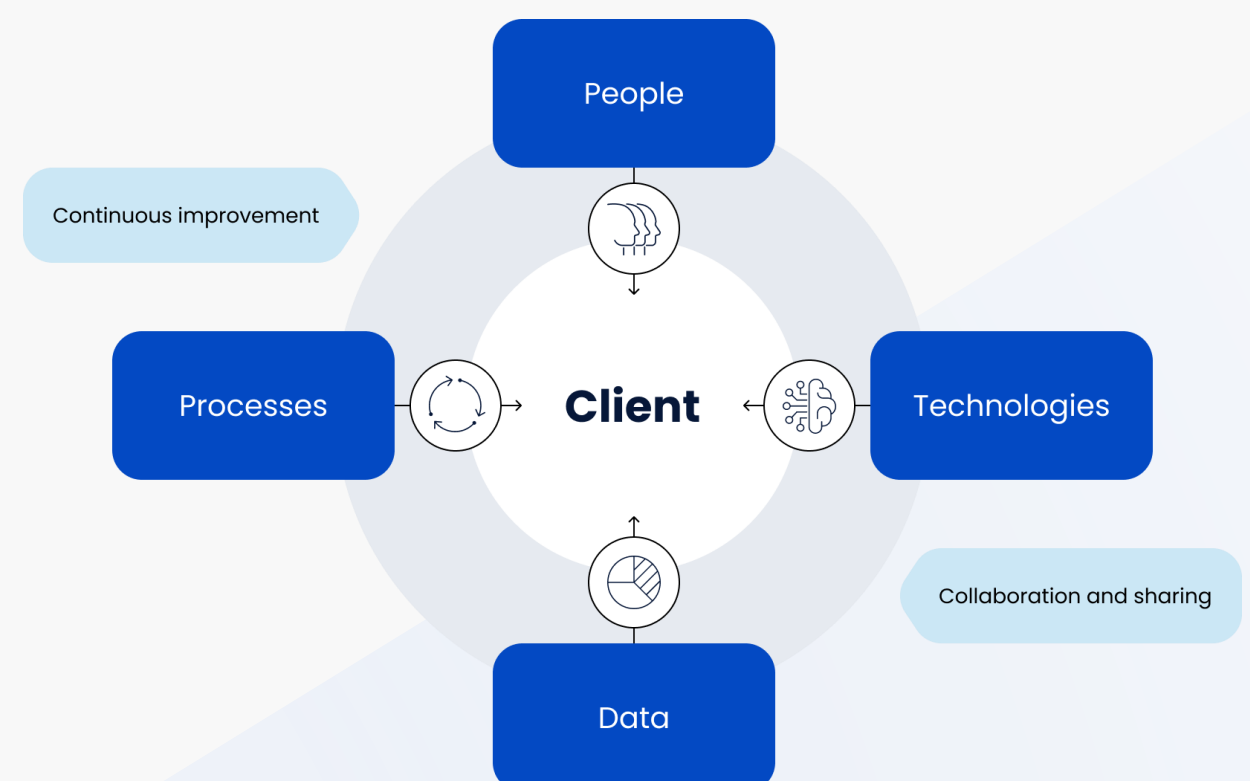 People
Continuous improvement
Processes
Client
Technologies
Collaboration and sharing
Data